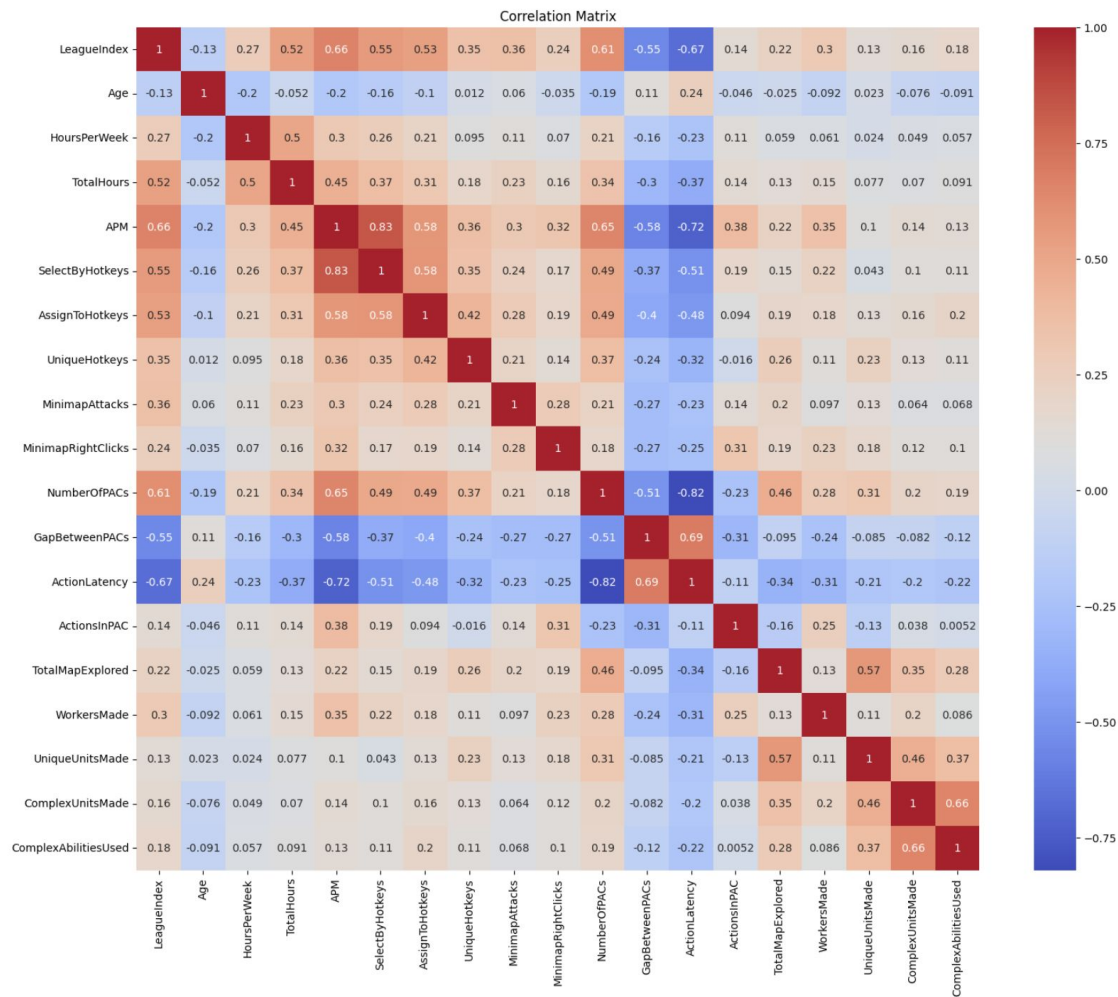 Correlation Matrix
LeagueIndex 1 -0.13 0.27 0.52 0.66 0.55 0.53 0.35 0.36 0.24 0.61 -0.55 -0.67 0.14 0.22 0.3 0.13 0.16 0.18
Age -0.13 1 -0.2 -0.052 -0.2 -0.16 -0.1 0.012 0.06 -0.035 -0.19 0.11 0.24 -0.046 -0.025 -0.092 0.023 -0.076 -0.091
HoursPerWeek 0.27 -0.2 1 0.5 0.3 0.26 0.21 0.095 0.11 0.07 0.21 -0.16 -0.23 0.11 0.059 0.061 0.024 0.049 0.057
TotalHours 0.52 -0.052 0.5 1 0.45 0.37 0.31 0.18 0.23 0.16 0.34 -0.3 -0.37 0.14 0.13 0.15 0.077 0.07 0.091
APM 0.66 -0.2 0.3 0.45 1 0.83 0.58 0.36 0.3 0.32 0.65 -0.58 -0.72 0.38 0.22 0.35 0.1 0.14 0.13
SelectByHotkeys 0.55 -0.16 0.26 0.37 0.83 1 0.58 0.35 0.24 0.17 0.49 -0.37 -0.51 0.19 0.15 0.22 0.043 0.1 0.11
AssignToHotkeys 0.53 -0.1 0.21 0.31 0.58 0.58 1 0.42 0.28 0.19 0.49 -0.4 -0.48 0.094 0.19 0.18 0.13 0.16 0.2
UniqueHotkeys 0.35 0.012 0.095 0.18 0.36 0.35 0.42 1 0.21 0.14 0.37 -0.24 -0.32 -0.016 0.26 0.11 0.23 0.13 0.11
MinimapAttacks 0.36 0.06 0.11 0.23 0.3 0.24 0.28 0.21 1 0.28 0.21 -0.27 -0.23 0.14 0.2 0.097 0.13 0.064 0.068
MinimapRightClicks 0.24 -0.035 0.07 0.16 0.32 0.17 0.19 0.14 0.28 1 0.18 -0.27 -0.25 0.31 0.19 0.23 0.18 0.12 0.1
NumberOfPACs 0.61 -0.19 0.21 0.34 0.65 0.49 0.49 0.37 0.21 0.18 1 -0.51 -0.82 -0.23 0.46 0.28 0.31 0.2 0.19
GapBetweenPACs -0.55 0.11 -0.16 -0.3 -0.58 -0.37 -0.4 -0.24 -0.27 -0.27 -0.51 1 0.69 -0.31 -0.095 -0.24 -0.085 -0.082 -0.12
ActionLatency -0.67 0.24 -0.23 -0.37 -0.72 -0.51 -0.48 -0.32 -0.23 -0.25 -0.82 0.69 1 -0.11 -0.34 -0.31 -0.21 -0.2 -0.22
ActionsInPAC 0.14 -0.046 0.11 0.14 0.38 0.19 0.094 -0.016 0.14 0.31 -0.23 -0.31 -0.11 1 -0.16 0.25 -0.13 0.038 0.0052
TotalMapExplored 0.22 -0.025 0.059 0.13 0.22 0.15 0.19 0.26 0.2 0.19 0.46 -0.095 -0.34 -0.16 1 0.13 0.57 0.35 0.28
WorkersMade 0.3 -0.092 0.061 0.15 0.35 0.22 0.18 0.11 0.097 0.23 0.28 -0.24 -0.31 0.25 0.13 1 0.11 0.2 0.086
UniqueUnitsMade 0.13 0.023 0.024 0.077 0.1 0.043 0.13 0.23 0.13 0.18 0.31 -0.085 -0.21 -0.13 0.57 0.11 1 0.46 0.37
ComplexUnitsMade 0.16 -0.076 0.049 0.07 0.14 0.1 0.16 0.13 0.064 0.12 0.2 -0.082 -0.2 0.038 0.35 0.2 0.46 1 0.66
ComplexAbilitiesUsed 0.18 -0.091 0.057 0.091 0.13 0.11 0.2 0.11 0.068 0.1 0.19 -0.12 -0.22 0.0052 0.28 0.086 0.37 0.66 1
LeagueIndex
Age
HoursPerWeek
TotalHours
APM
SelectByHotkeys
AssignToHotkeys
UniqueHotkeys
MinimapAttacks
MinimapRightClicks
NumberOfPACs
GapBetweenPACs
ActionLatency
ActionsInPAC
TotalMapExplored
WorkersMade
UniqueUnitsMade
ComplexUnitsMade
ComplexAbilitiesUsed
1.00
0.75
0.50
0.25
0.00
-0.25
-0.50
-0.75